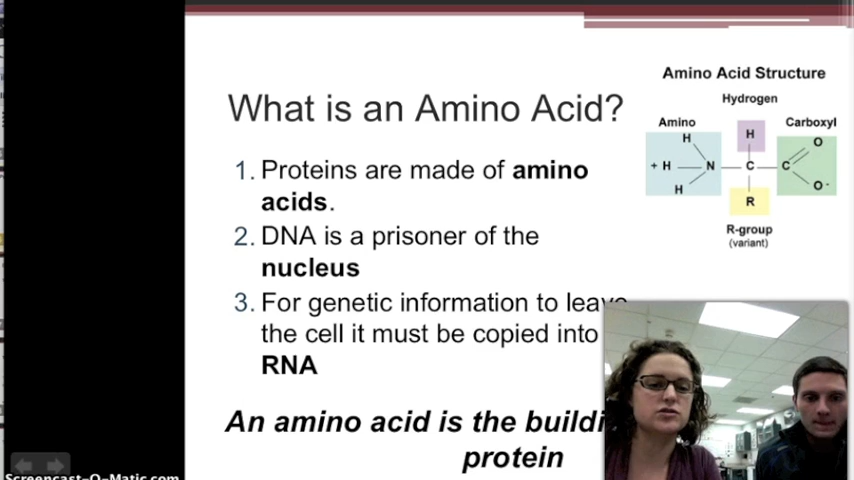 What is an Amino Acid?
1. Proteins are made of amino
acids.
2. DNA is a prisoner of the
nucleus
3. For genetic information to leave
the cell it must be copied into
RNA
An amino acid is the
protein
Amino Acid Structure
Hydrogen
Amino
Carboxyl
H H O
+ H N C C
H R O-
R-group
(variant)
Screencast-O-Matic.com